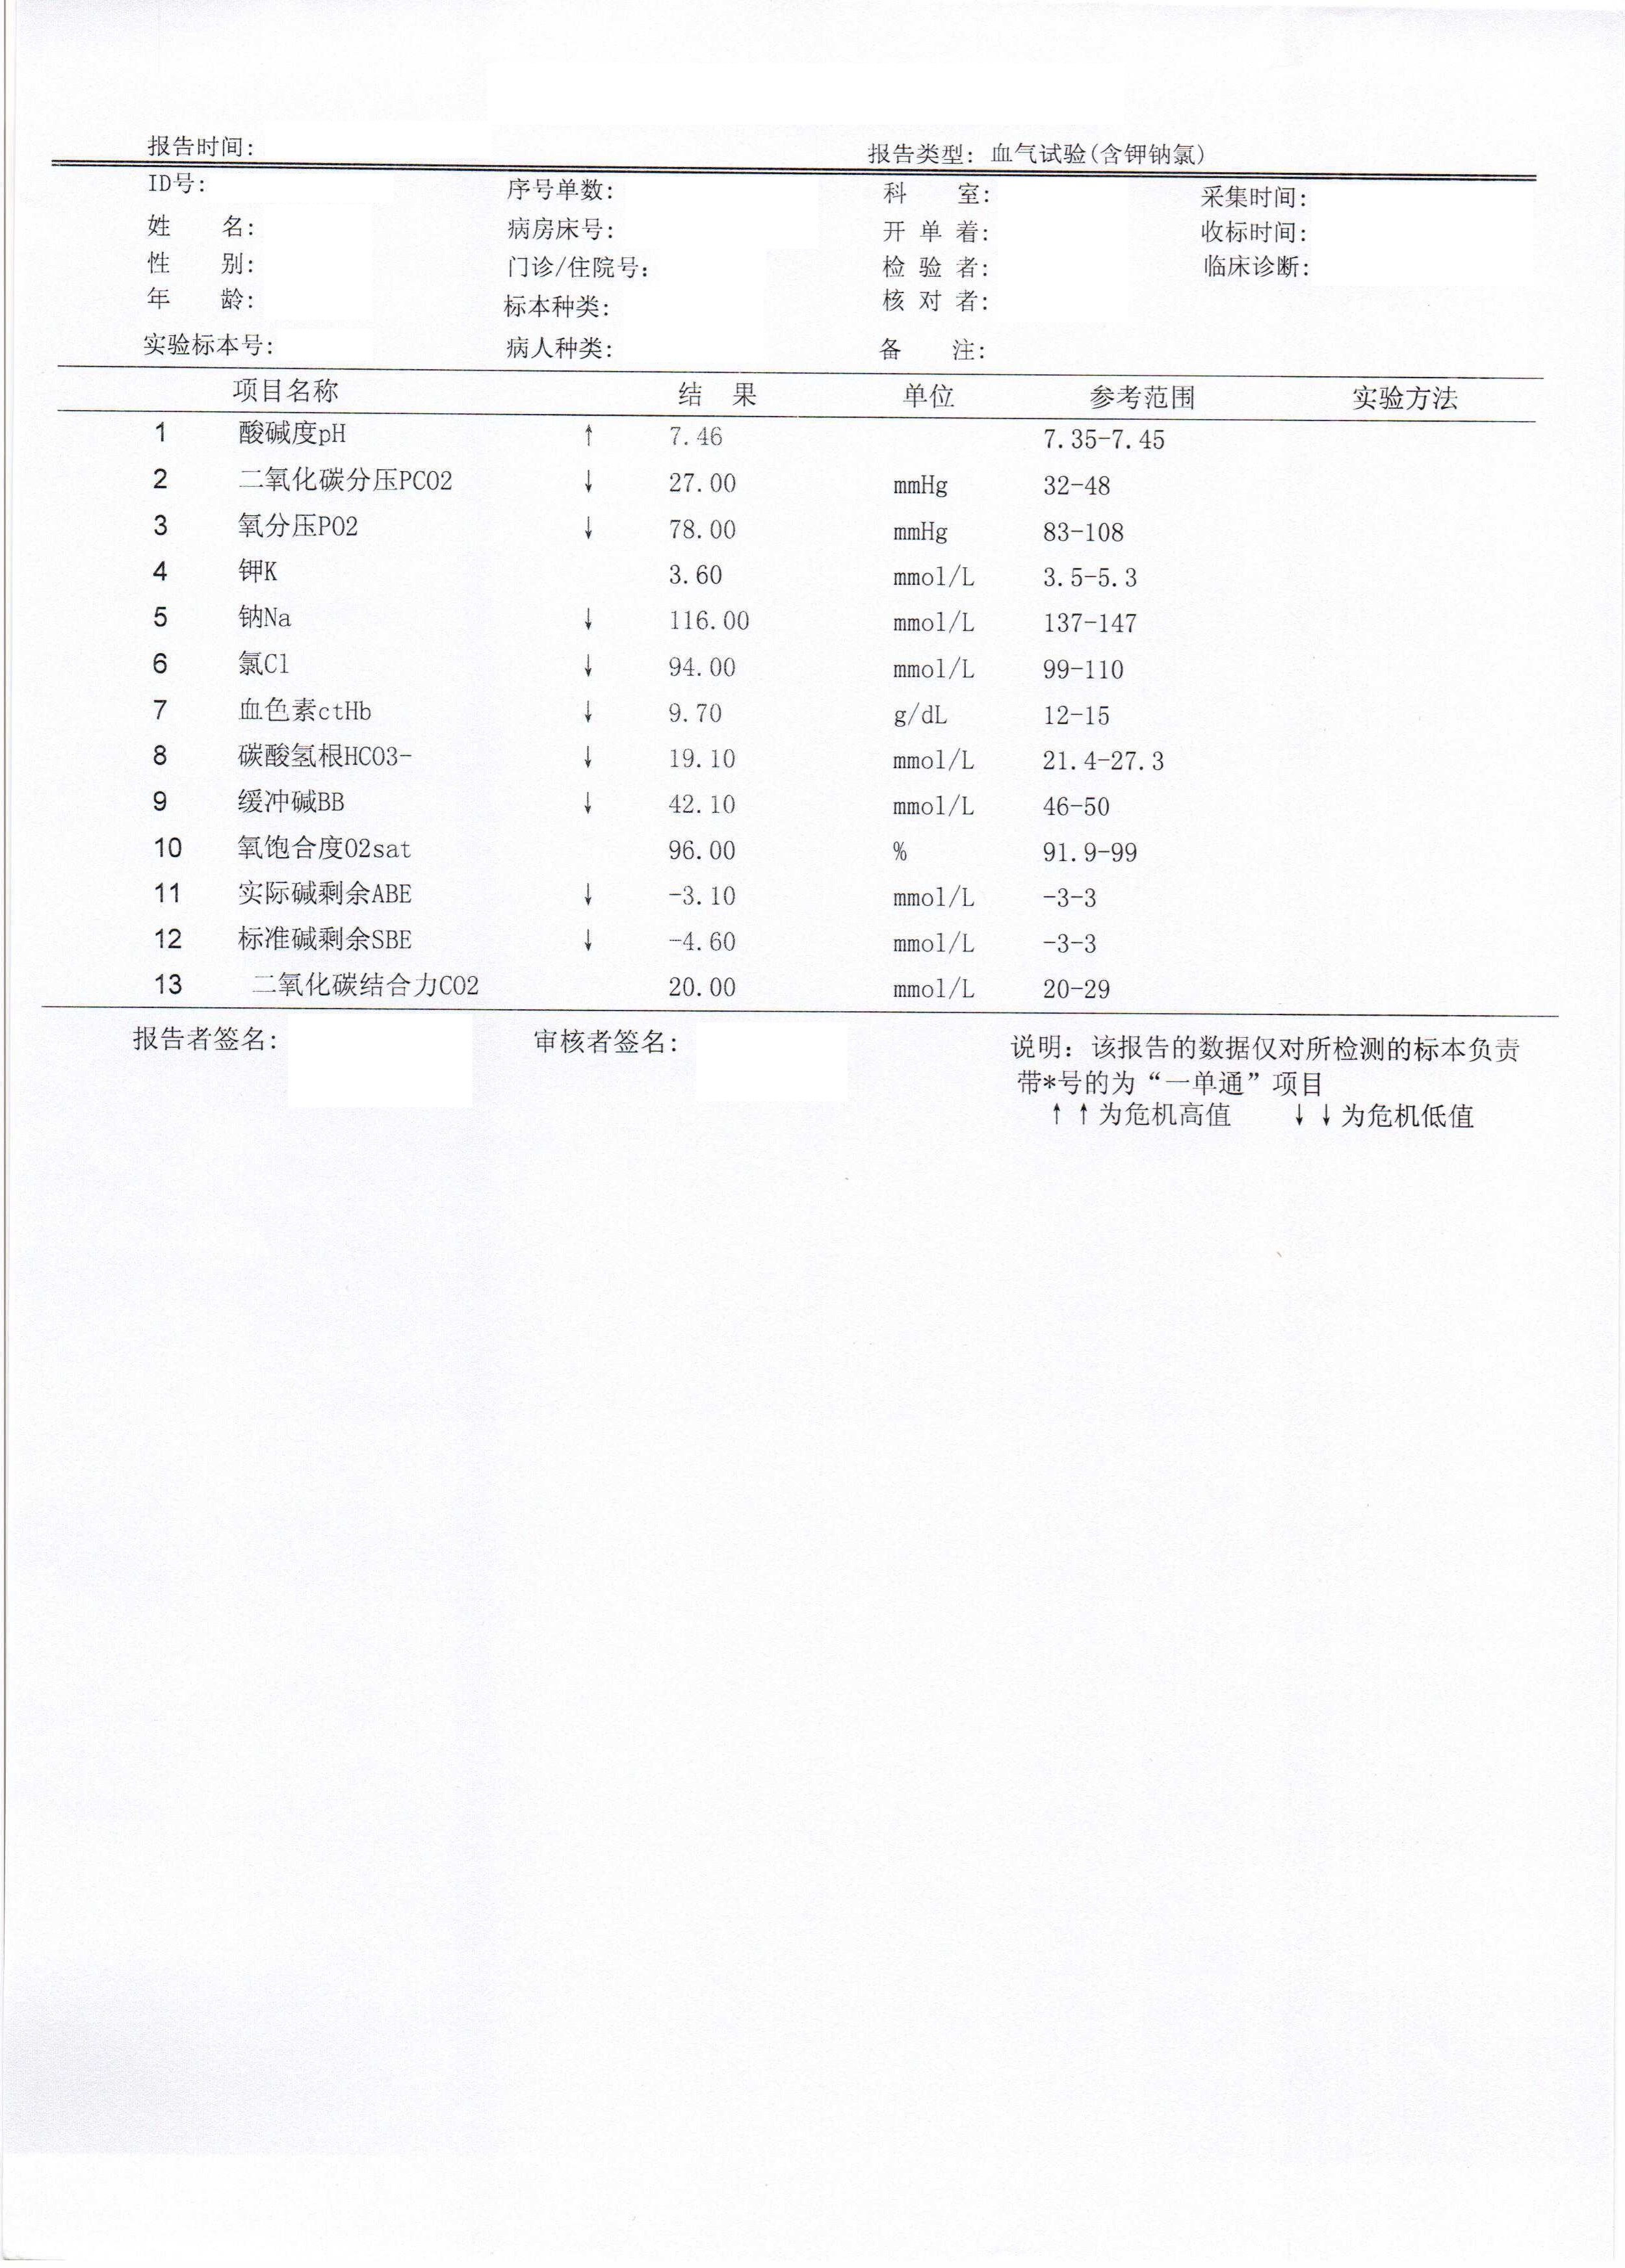 报告时间:
报告类型: 血气试验(含钾钠氯)
ID号: 序号单数: 科 室: 采集时间:
姓 名: 病房床号: 开 单 着: 收标时间:
性 别: 门诊/住院号: 检 验 者: 临床诊断:
年 龄: 标本种类: 核 对 者:
实验标本号: 病人种类: 备 注:
项目名称 结 果 单位 参考范围 实验方法
1 酸碱度pH ↑ 7.46 7.35-7.45
2 二氧化碳分压PCO2 ↓ 27.00 mmHg 32-48
3 氧分压PO2 ↓ 78.00 mmHg 83-108
4 钾K 3.60 mmol/L 3.5-5.3
5 钠Na ↓ 116.00 mmol/L 137-147
6 氯Cl ↓ 94.00 mmol/L 99-110
7 血色素ctHb ↓ 9.70 g/dL 12-15
8 碳酸氢根HCO3- ↓ 19.10 mmol/L 21.4-27.3
9 缓冲碱BB ↓ 42.10 mmol/L 46-50
10 氧饱合度O2sat 96.00 % 91.9-99
11 实际碱剩余ABE ↓ -3.10 mmol/L -3-3
12 标准碱剩余SBE ↓ -4.60 mmol/L -3-3
13 二氧化碳结合力CO2 20.00 mmol/L 20-29
报告者签名: 审核者签名: 说明: 该报告的数据仅对所检测的标本负责
带*号的为“一单通”项目
↑↑为危机高值 ↓↓为危机低值